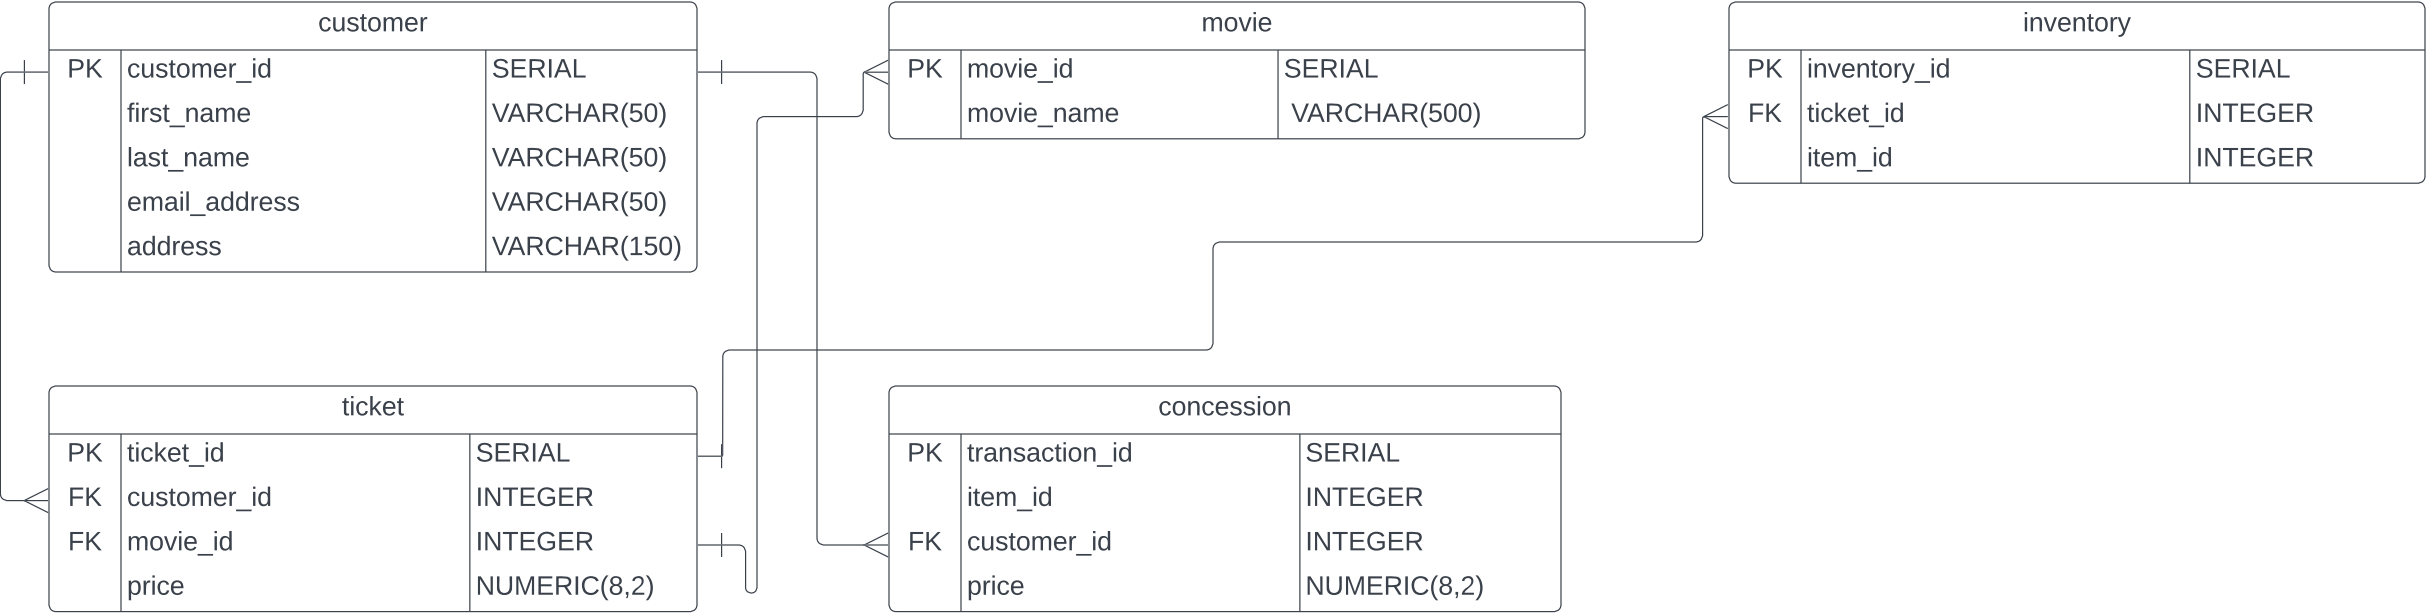 customer
PK customer_id SERIAL
first_name VARCHAR(50)
last_name VARCHAR(50)
email_address VARCHAR(50)
address VARCHAR(150)
movie
PK movie_id SERIAL
movie_name VARCHAR(500)
inventory
PK inventory_id SERIAL
FK ticket_id INTEGER
item_id INTEGER
ticket
PK ticket_id SERIAL
FK customer_id INTEGER
FK movie_id INTEGER
price NUMERIC(8,2)
concession
PK transaction_id SERIAL
item_id INTEGER
FK customer_id INTEGER
price NUMERIC(8,2)